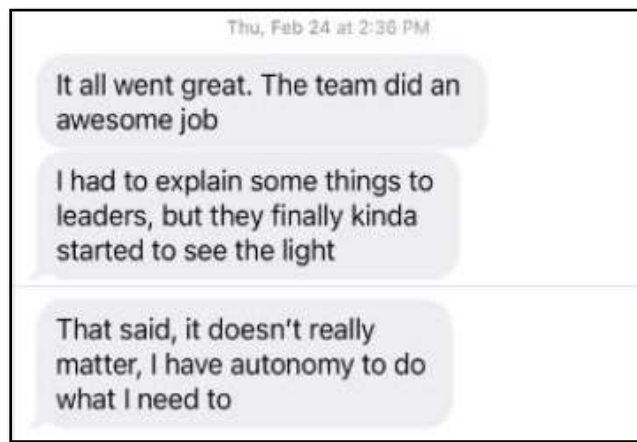 Thu, Feb 24 at 2:36 PM
It all went great. The team did an
awesome job
I had to explain some things to
leaders, but they finally kinda
started to see the light
That said, it doesn't really
matter, I have autonomy to do
what I need to